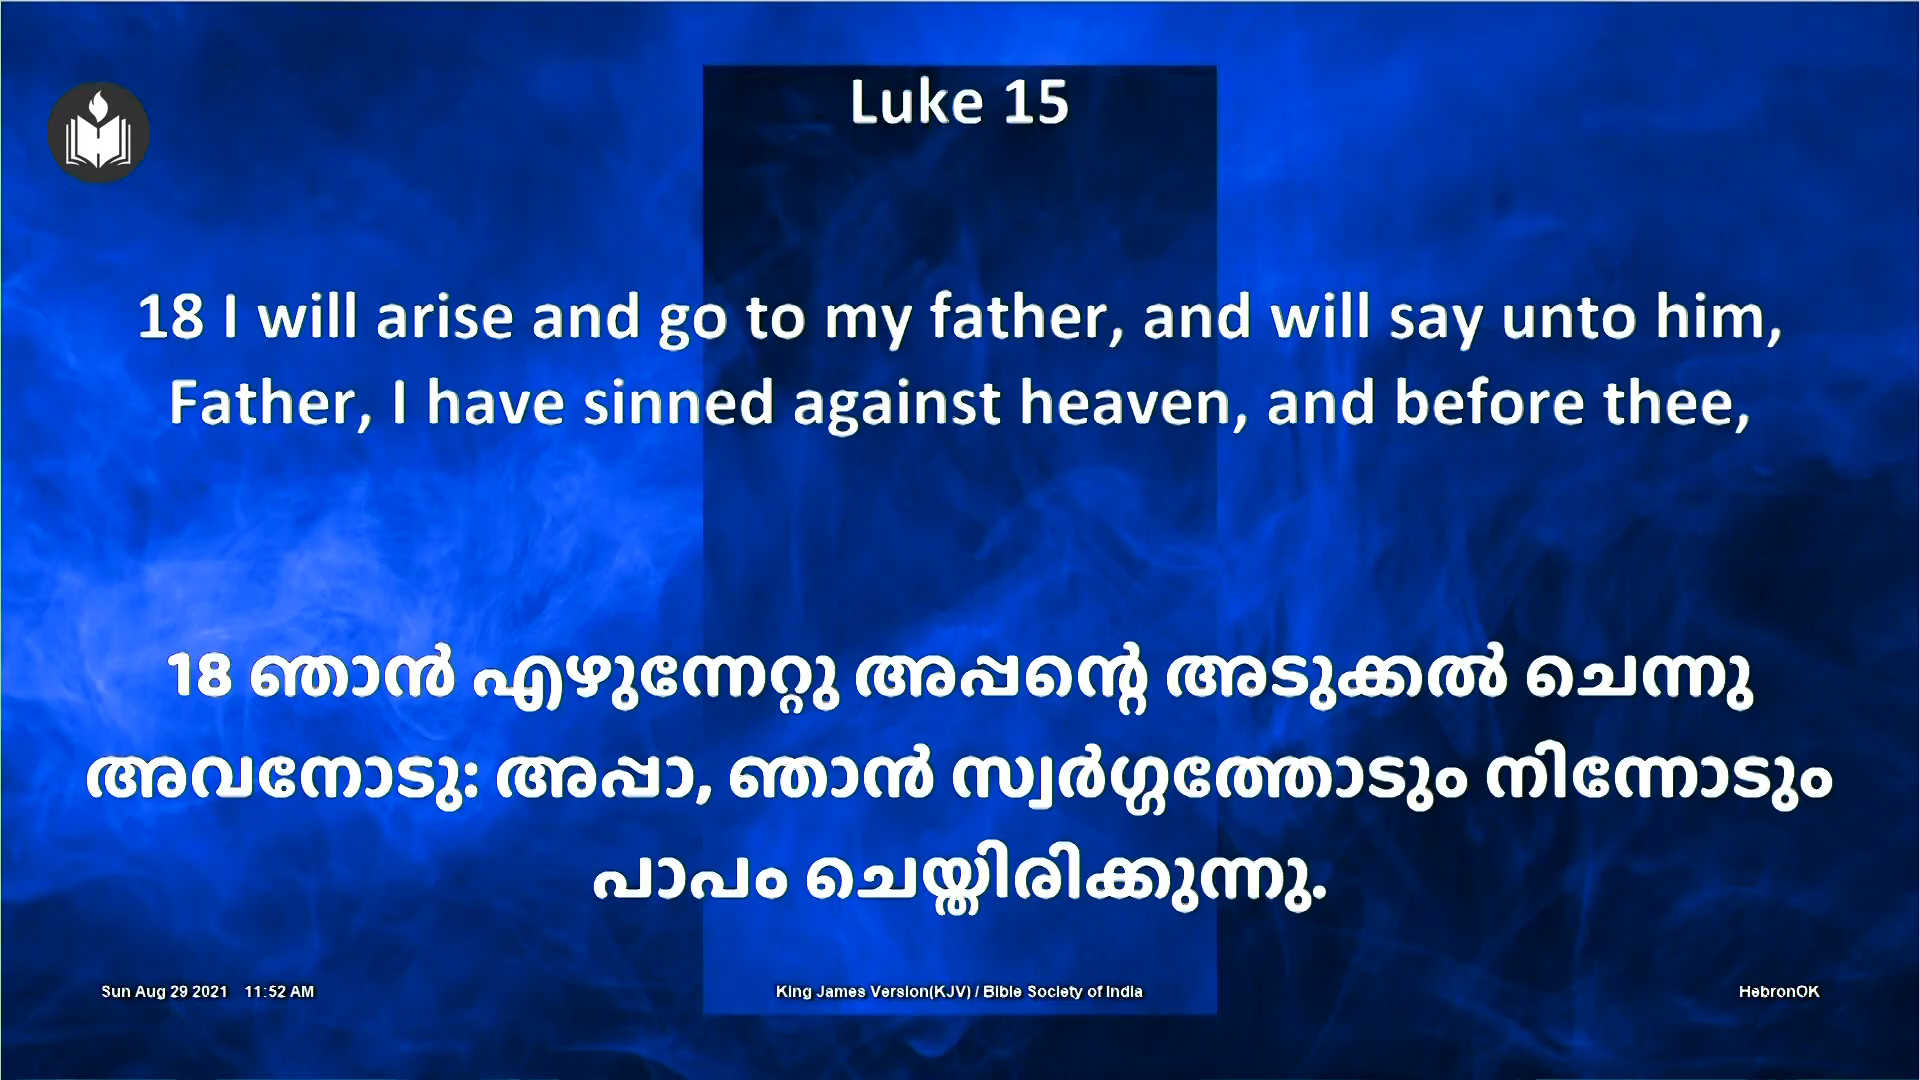 Luke 15
18 I will arise and go to my father, and will say unto him,
Father, I have sinned against heaven, and before thee,
18 ഞാൻ എഴുന്നേറ്റു അപ്പന്റെ അടുക്കൽ ചെന്നു
അവനോടു: അപ്പാ, ഞാൻ സ്വർഗ്ഗത്തോടും നിന്നോടും
പാപം ചെയ്തിരിക്കുന്നു.
Sun Aug 29 2021 11:52 AM
King James Version(KJV) / Bible Society of India
HebronOK